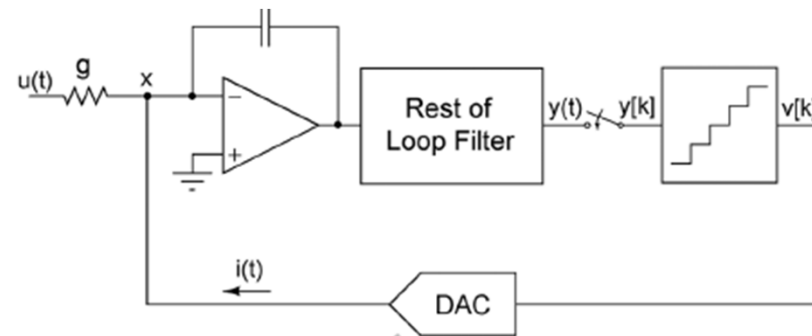 u(t)
g
x
−
+
Rest of
Loop Filter
y(t)
y[k]
v[k
i(t)
DAC